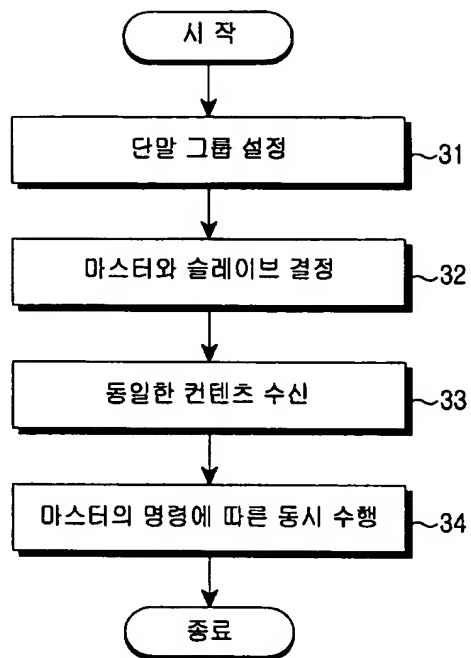 시 작
단말 그룹 설정
31
마스터와 슬레이브 결정
32
동일한 컨텐츠 수신
33
마스터의 명령에 따른 동시 수행
34
종료